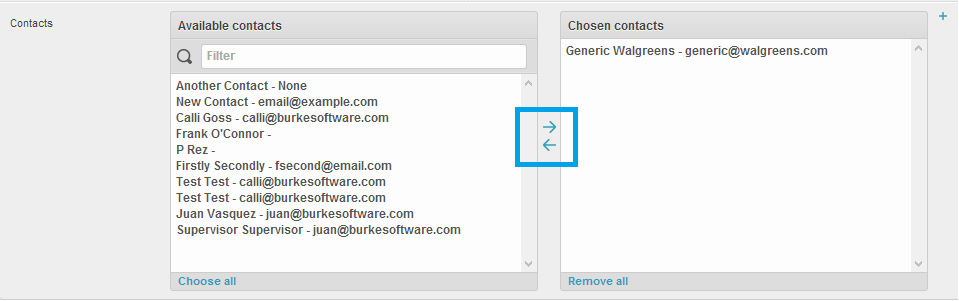 Contacts
Available contacts
Filter
Another Contact - None
New Contact - email@example.com
Calli Goss - calli@burkesoftware.com
Frank O'Connor -
P Rez -
Firstly Secondly - fsecond@email.com
Test Test - calli@burkesoftware.com
Test Test - calli@burkesoftware.com
Juan Vasquez - juan@burkesoftware.com
Supervisor Supervisor - juan@burkesoftware.com
Choose all
Chosen contacts
Generic Walgreens - generic@walgreens.com
Remove all